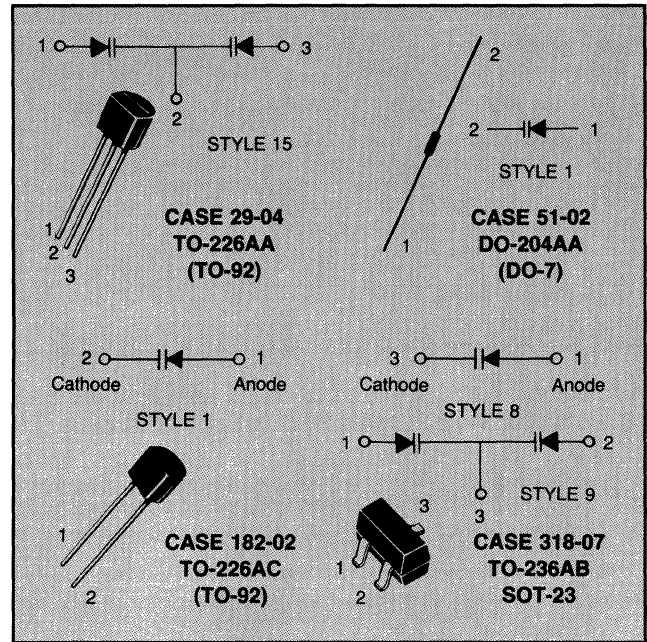 1 3
2
STYLE 15
1
2
3
CASE 29-04
TO-226AA
(TO-92)
2
2 1
STYLE 1
1
CASE 51-02
DO-204AA
(DO-7)
2 1
Cathode Anode
STYLE 1
1
2
CASE 182-02
TO-226AC
(TO-92)
3 1
Cathode Anode
STYLE 8
1 2
3
STYLE 9
3
1
2
CASE 318-07
TO-236AB
SOT-23